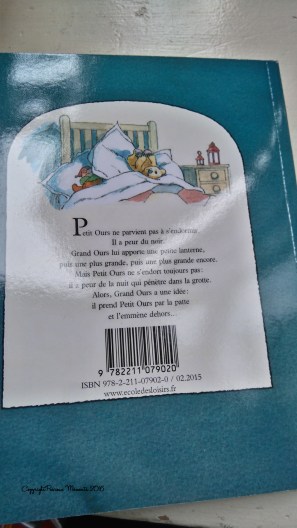 Petit Ours ne parvient pas à s'endormir.
Il a peur du noir.
Grand Ours lui apporte une petite lanterne,
puis une plus grande, puis une plus grande encore.
Mais Petit Ours ne s'endort toujours pas:
il a peur de la nuit qui pénètre dans la grotte.
Alors, Grand Ours a une idée:
il prend Petit Ours par la patte
et l'emmène dehors...
9 782211 079020
ISBN 978-2-211-07902-0 / 02.2015
www.ecoledesloisirs.fr
Copyright Moments 2016